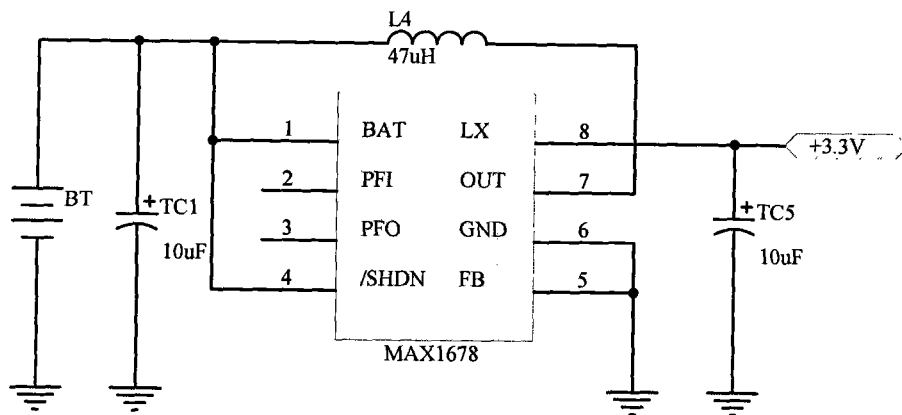 L4
47uH
1 BAT LX 8
+3.3V
2 PFI OUT 7
BT
+ TC1
+ TC5
3 PFO GND 6
10uF
10uF
4 /SHDN FB 5
MAX1678